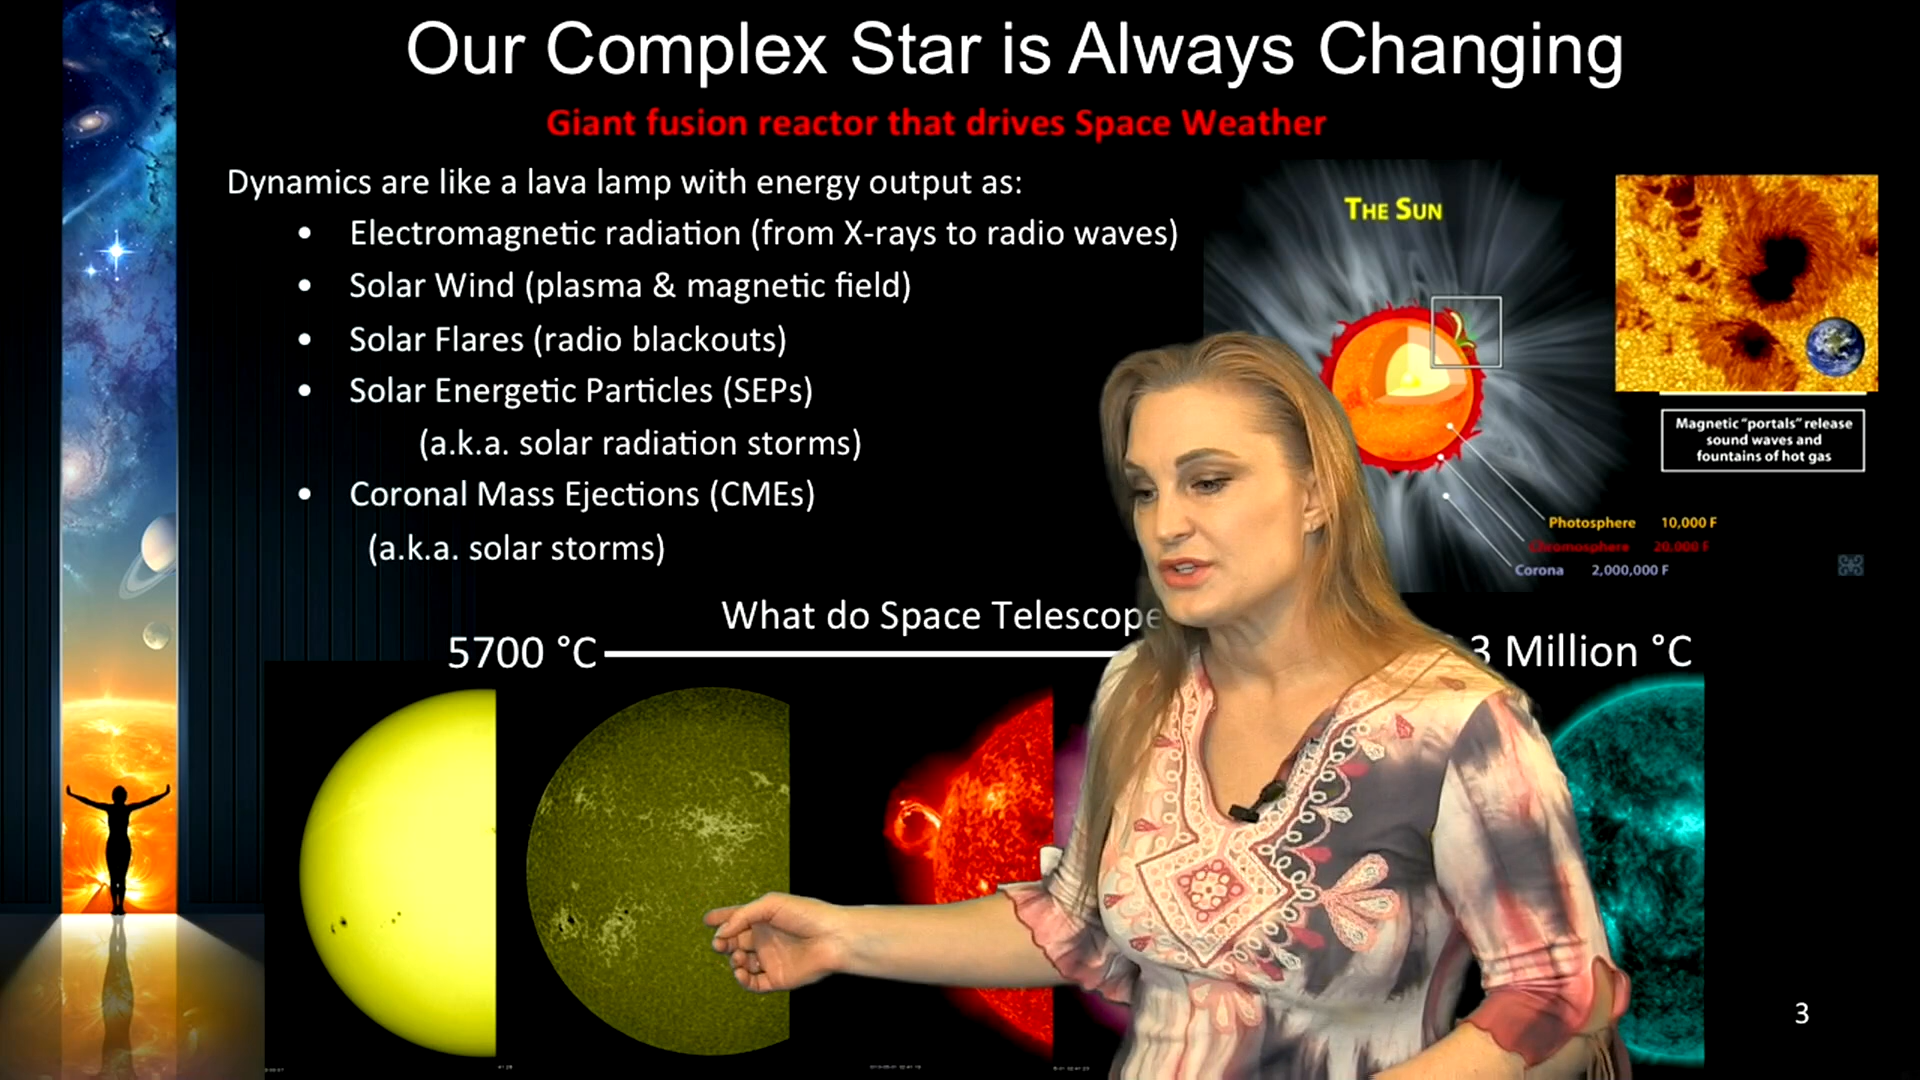 Our Complex Star is Always Changing
Giant fusion reactor that drives Space Weather
Dynamics are like a lava lamp with energy output as:
• Electromagnetic radiation (from X-rays to radio waves)
• Solar Wind (plasma & magnetic field)
• Solar Flares (radio blackouts)
• Solar Energetic Particles (SEPs)
(a.k.a. solar radiation storms)
• Coronal Mass Ejections (CMEs)
(a.k.a. solar storms)
THE SUN
Magnetic "portals" release
sound waves and
fountains of hot gas
Photosphere 10,000 F
Chromosphere 20,000 F
Corona 2,000,000 F
What do Space Telescope
5700 °C
3 Million °C
3